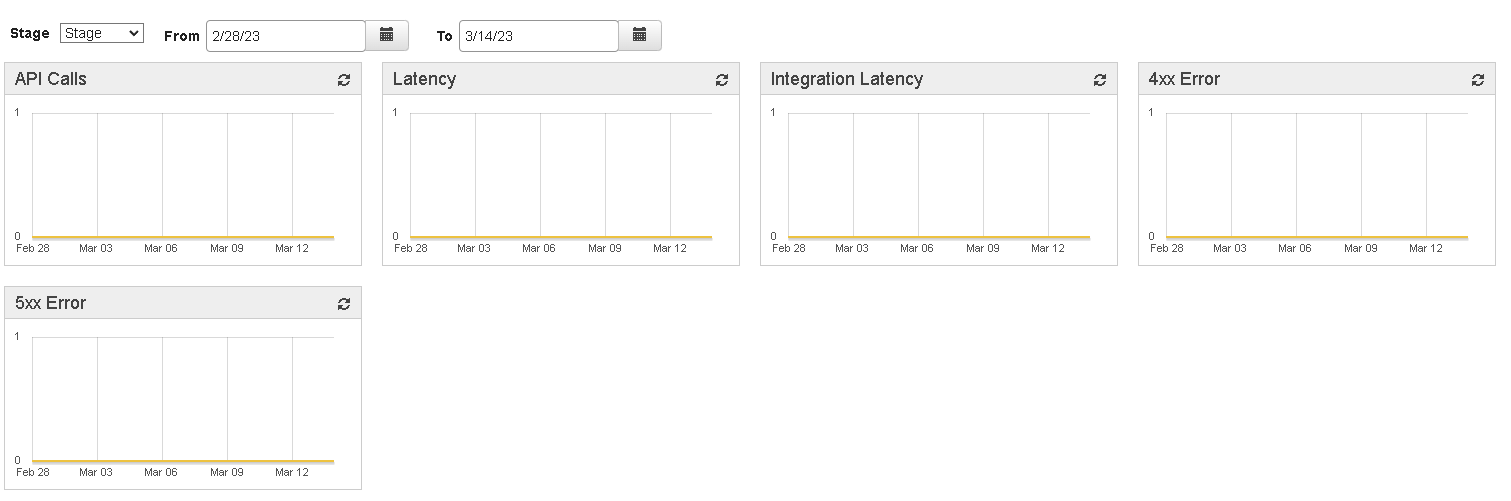 Stage Stage From 2/28/23 To 3/14/23
API Calls Latency Integration Latency 4xx Error
1 1 1 1
0 0 0 0
Feb 28 Mar 03 Mar 06 Mar 09 Mar 12 Feb 28 Mar 03 Mar 06 Mar 09 Mar 12 Feb 28 Mar 03 Mar 06 Mar 09 Mar 12 Feb 28 Mar 03 Mar 06 Mar 09 Mar 12
5xx Error
1
0
Feb 28 Mar 03 Mar 06 Mar 09 Mar 12